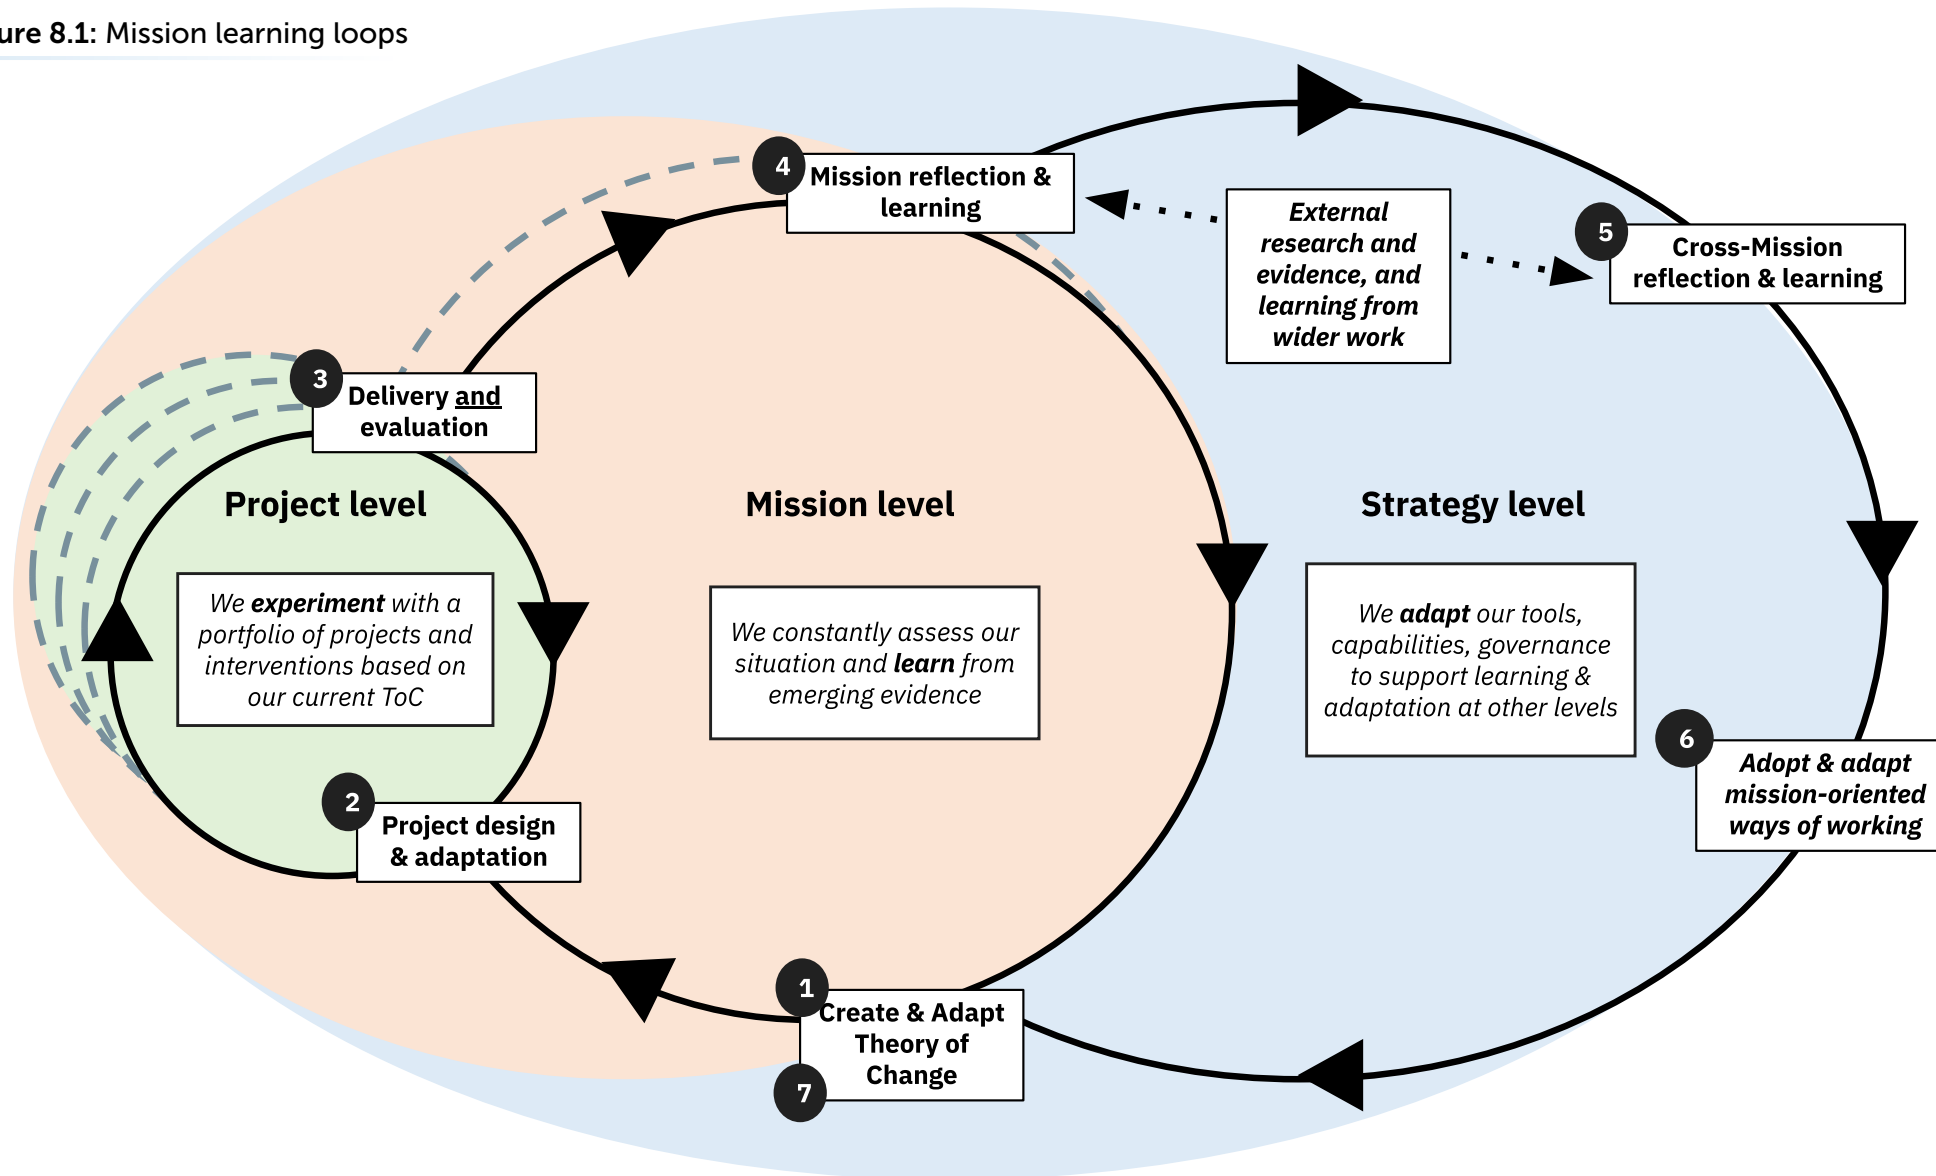 ure 8.1: Mission learning loops
4
Mission reflection &
learning
External
research and
evidence, and
learning from
wider work
5
Cross-Mission
reflection & learning
3
Delivery and
evaluation
Project level
Mission level
Strategy level
We experiment with a
portfolio of projects and
interventions based on
our current ToC
We constantly assess our
situation and learn from
emerging evidence
We adapt our tools,
capabilities, governance
to support learning &
adaptation at other levels
6
Adopt & adapt
mission-oriented
ways of working
2
Project design
& adaptation
1
Create & Adapt
Theory of
Change
7